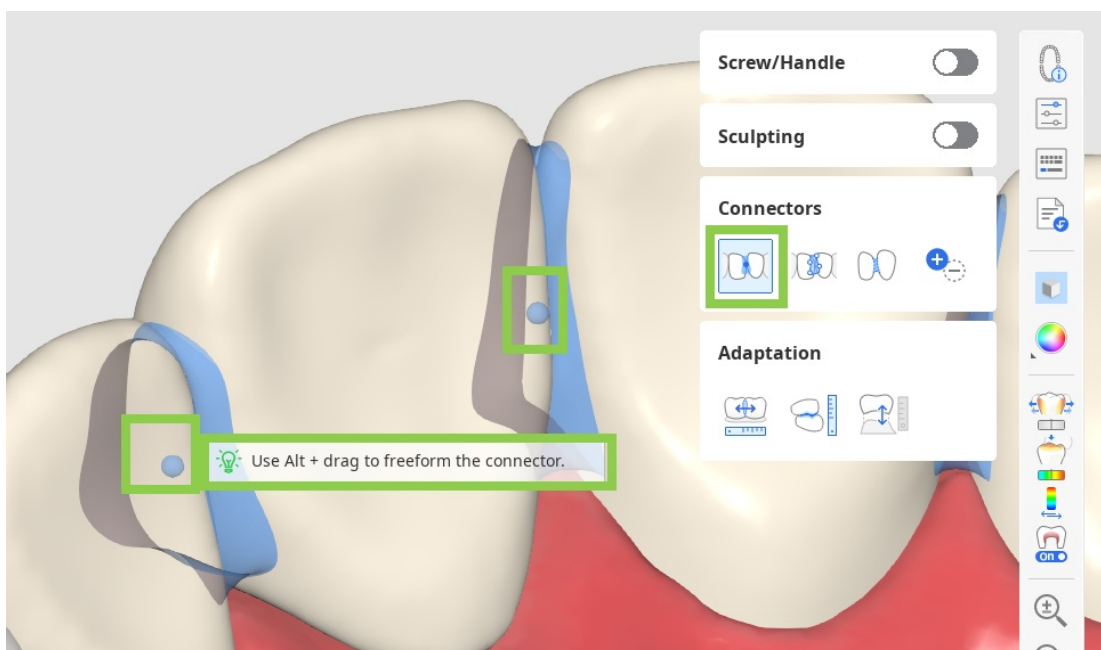 Screw/Handle
Sculpting
Connectors
Adaptation
Use Alt + drag to freeform the connector.
on